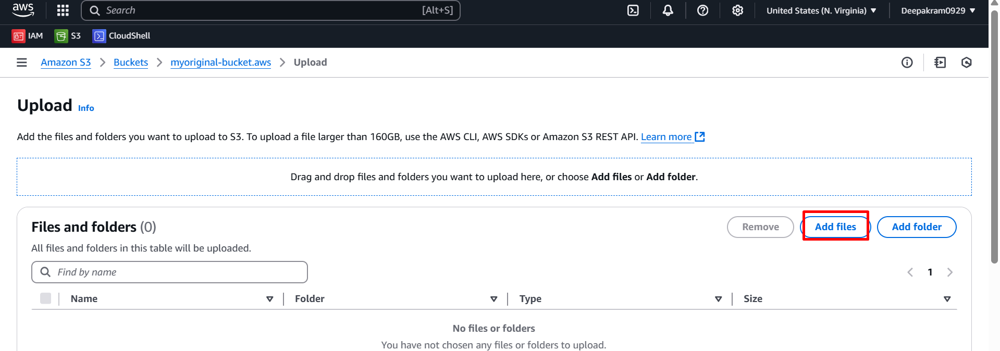 aws Search [Alt+S] United States (N. Virginia) Deepakram0929
IAM S3 CloudShell
Amazon S3 Buckets myoriginal-bucket.aws Upload
Upload Info
Add the files and folders you want to upload to S3. To upload a file larger than 160GB, use the AWS CLI, AWS SDKs or Amazon S3 REST API. Learn more
Drag and drop files and folders you want to upload here, or choose Add files or Add folder.
Files and folders (0) Remove Add files Add folder
All files and folders in this table will be uploaded.
Find by name 1
Name Folder Type Size
No files or folders
You have not chosen any files or folders to upload.